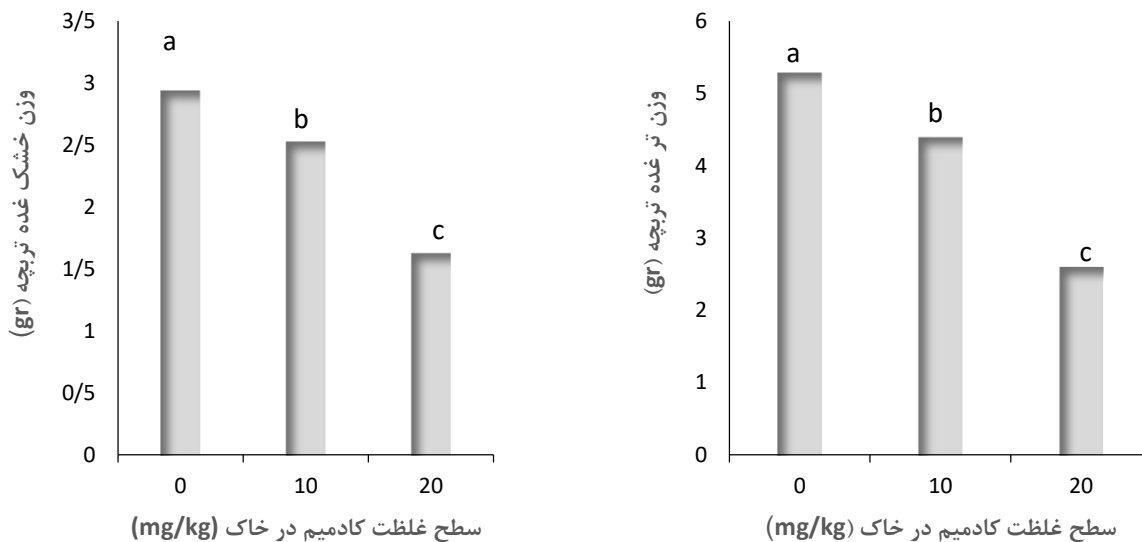 وزن خشک غده تربچه (gr)
3/5
3
2/5
2
1/5
1
0/5
0
a
b
c
0 10 20
سطح غلظت کادمیم در خاک (mg/kg)
وزن تر غده تربچه (gr)
6
5
4
3
2
1
0
a
b
c
0 10 20
سطح غلظت کادمیم در خاک (mg/kg)